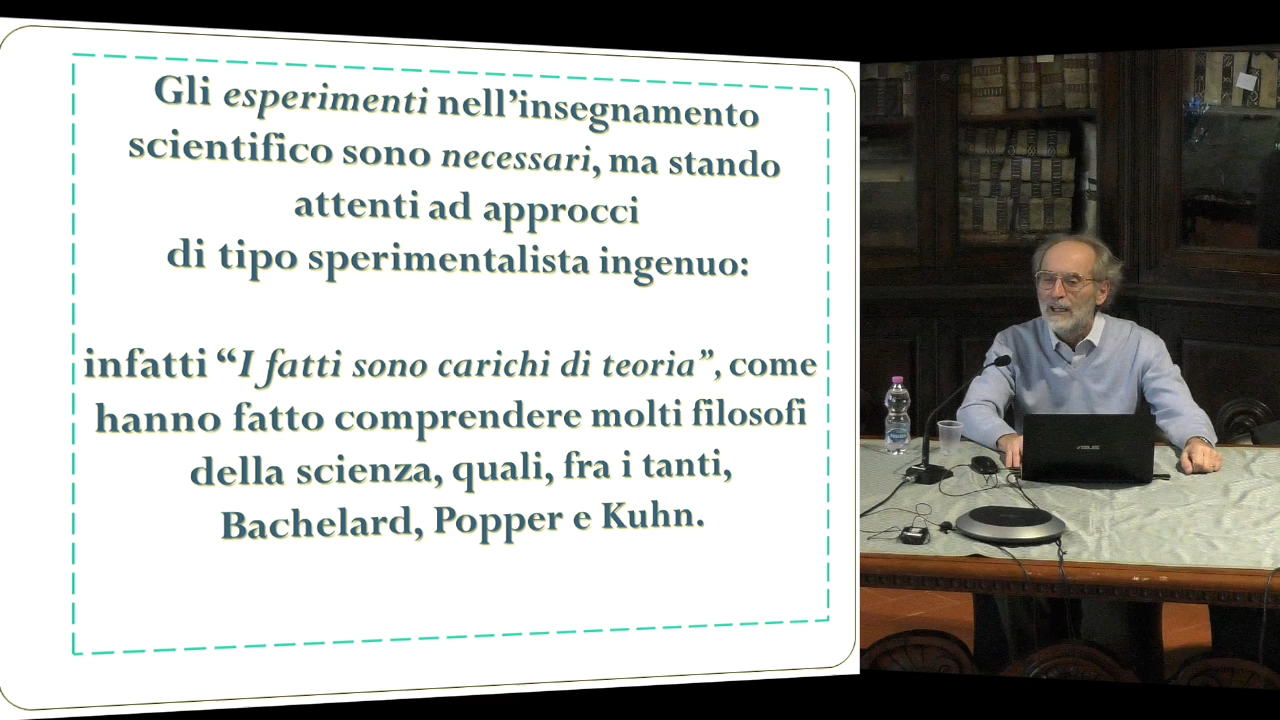 Gli esperimenti nell’insegnamento
scientifico sono necessari, ma stando
attenti ad approcci
di tipo sperimentalista ingenuo:
infatti “I fatti sono carichi di teoria”, come
hanno fatto comprendere molti filosofi
della scienza, quali, fra i tanti,
Bachelard, Popper e Kuhn.
ASUS